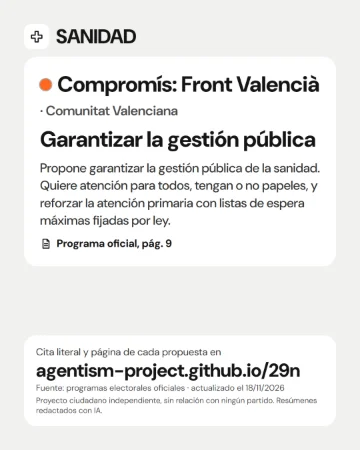 SANIDAD
Compromís: Front Valencià
· Comunitat Valenciana
Garantizar la gestión pública
Propone garantizar la gestión pública de la sanidad.
Quiere atención para todos, tengan o no papeles, y
reforzar la atención primaria con listas de espera
máximas fijadas por ley.
Programa oficial, pág. 9
Cita literal y página de cada propuesta en
agentism-project.github.io/29n
Fuente: programas electorales oficiales · actualizado el 18/11/2026
Proyecto ciudadano independiente, sin relación con ningún partido. Resúmenes
redactados con IA.